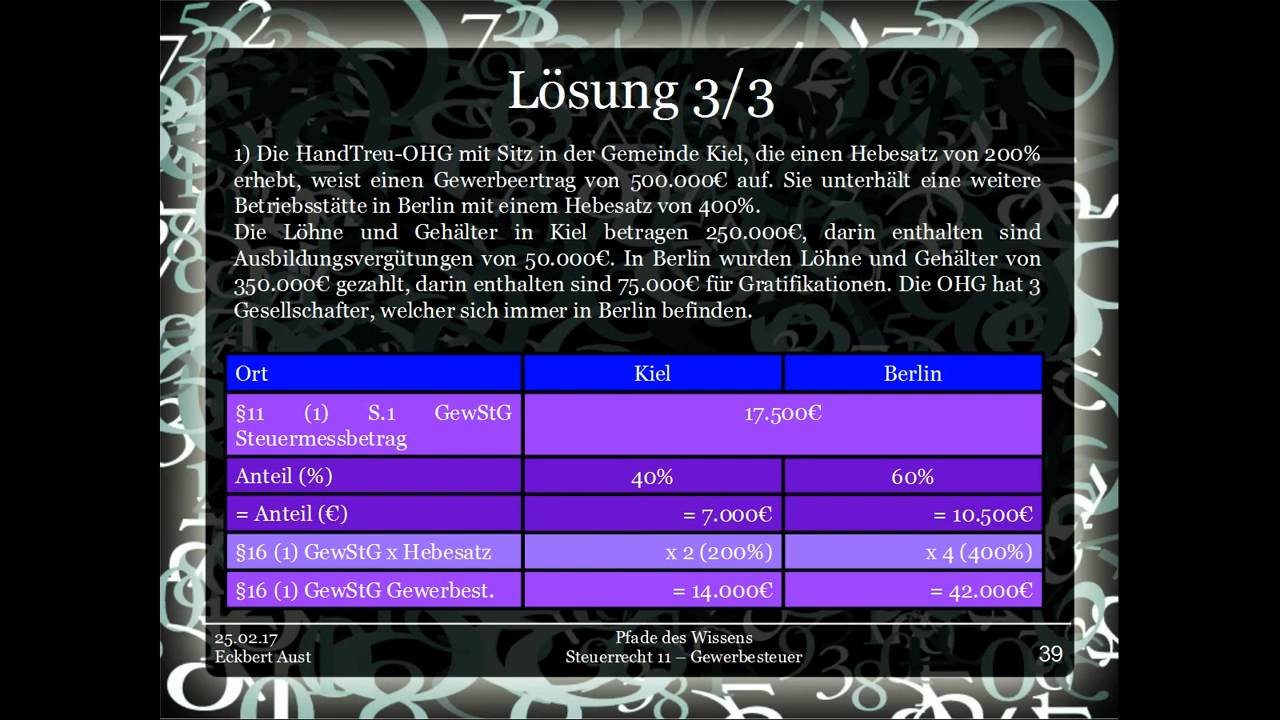 Lösung 3/3
1) Die HandTreu-OHG mit Sitz in der Gemeinde Kiel, die einen Hebesatz von 200%
erhebt, weist einen Gewerbeertrag von 500.000€ auf. Sie unterhält eine weitere
Betriebsstätte in Berlin mit einem Hebesatz von 400%.
Die Löhne und Gehälter in Kiel betragen 250.000€, darin enthalten sind
Ausbildungsvergütungen von 50.000€. In Berlin wurden Löhne und Gehälter von
350.000€ gezahlt, darin enthalten sind 75.000€ für Gratifikationen. Die OHG hat 3
Gesellschafter, welcher sich immer in Berlin befinden.
Ort Kiel Berlin
§11 (1) S.1 GewStG 17.500€
Steuermessbetrag
Anteil (%) 40% 60%
= Anteil (€) = 7.000€ = 10.500€
§16 (1) GewStG x Hebesatz x 2 (200%) x 4 (400%)
§16 (1) GewStG Gewerbest. = 14.000€ = 42.000€
25.02.17 Pfade des Wissens
Eckbert Aust Steuerrecht 11 – Gewerbesteuer 39